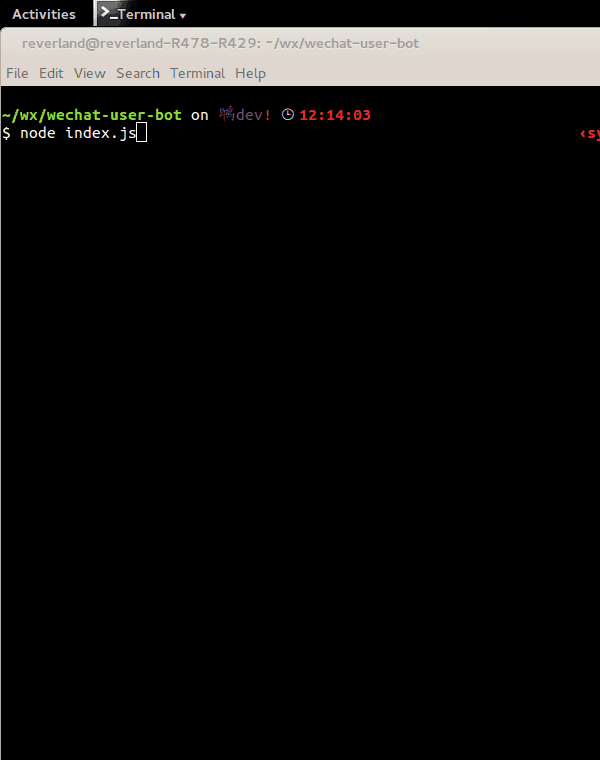 Activities Terminal
reverland@reverland-R478-R429: ~/wx/wechat-user-bot
File Edit View Search Terminal Help
~/wx/wechat-user-bot on dev! 12:14:03
$ node index.js ‹sy